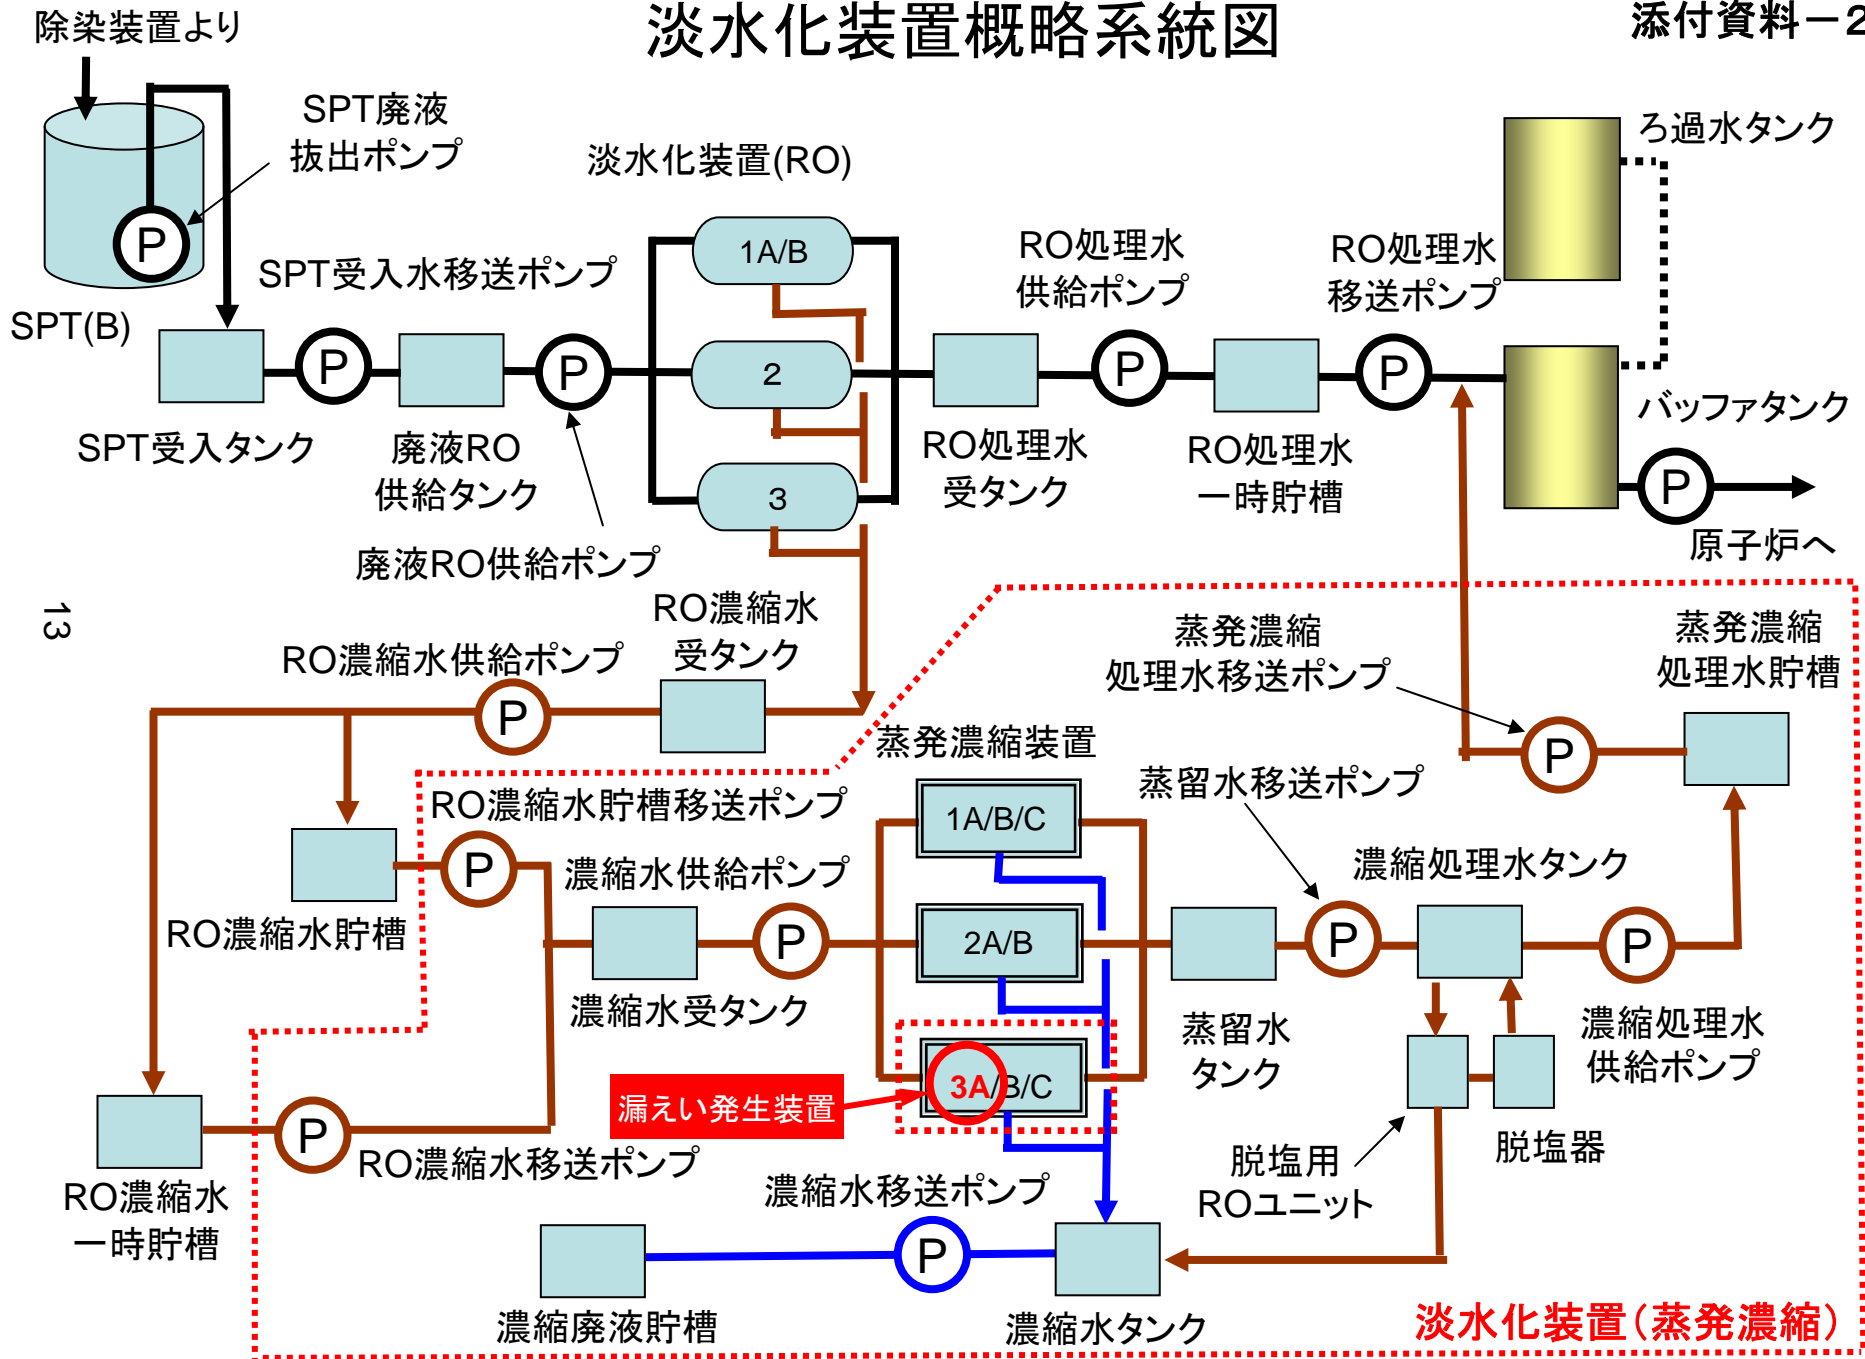 淡水化装置概略系統図
添付資料－2
除染装置より
SPT廃液
抜出ポンプ
P
SPT(B)
SPT受入水移送ポンプ
P
SPT受入タンク
廃液RO
供給タンク
P
廃液RO供給ポンプ
淡水化装置(RO)
1A/B
2
3
RO処理水
受タンク
RO処理水
供給ポンプ
P
RO処理水
一時貯槽
RO処理水
移送ポンプ
P
ろ過水タンク
バッファタンク
P
原子炉へ
13
RO濃縮水
受タンク
RO濃縮水供給ポンプ
P
RO濃縮水貯槽
RO濃縮水貯槽移送ポンプ
P
RO濃縮水
一時貯槽
P
RO濃縮水移送ポンプ
濃縮水受タンク
濃縮水供給ポンプ
P
蒸発濃縮装置
1A/B/C
2A/B
3A/B/C
漏えい発生装置
蒸留水
タンク
蒸留水移送ポンプ
P
濃縮処理水タンク
P
濃縮処理水
供給ポンプ
脱塩用
ROユニット
脱塩器
蒸発濃縮
処理水移送ポンプ
P
蒸発濃縮
処理水貯槽
濃縮水移送ポンプ
P
濃縮廃液貯槽
濃縮水タンク
淡水化装置（蒸発濃縮）